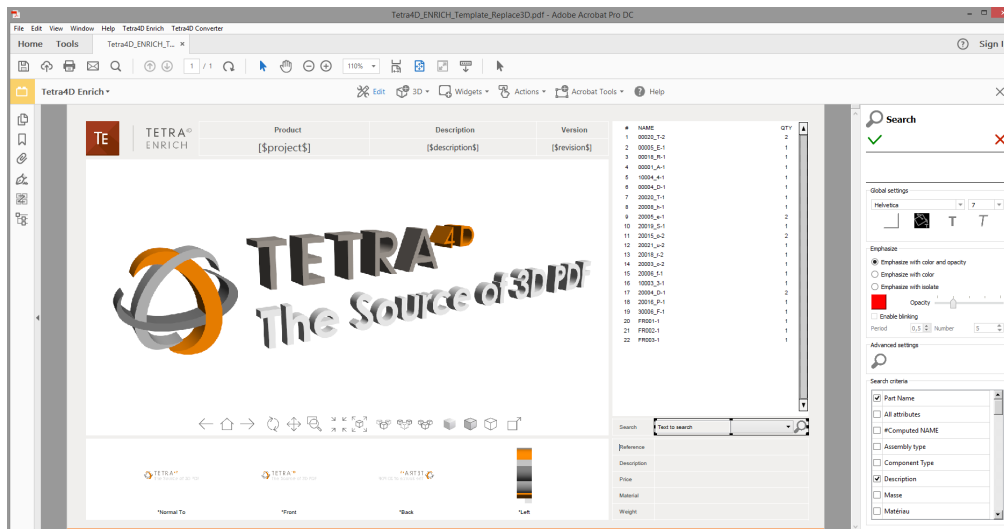 Tetra4D_ENRICH_Template_Replace3D.pdf - Adobe Acrobat Pro DC
File Edit View Window Help Tetra4D Enrich Tetra4D Converter
Home Tools Tetra4D_ENRICH_T... × Sign I
1 / 1 110%
Tetra4D Enrich Edit 3D Widgets Actions Acrobat Tools Help
TE TETRA4D ENRICH
Product Description Version
[$project$] [$description$] [$revision$]
TETRA4D
The Source of 3D PDF
# NAME QTY
1 00020_T-2 2
2 00005_E-1 1
3 00018_R-1 1
4 00001_A-1 1
5 10004_4-1 1
6 00004_D-1 1
7 20020_T-1 1
8 20008_h-1 1
9 20005_e-1 2
10 20019_S-1 1
11 20015_o-2 2
12 20021_u-2 1
13 20018_r-2 1
14 20003_c-2 1
15 20006_f-1 1
16 10003_3-1 1
17 20004_D-1 2
18 20016_P-1 1
19 30006_F-1 1
20 FR001-1 1
21 FR002-1 1
22 FR003-1 1
Search Text to search
Reference
Description
Price
Material
Weight
*Normal To *Front *Back *Left
Search
Global settings
Helvetica 7
T T
Emphasize
Emphasize with color and opacity
Emphasize with color
Emphasize with isolate
Opacity
Enable blinking
Period 0,5 Number 5
Advanced settings
Search criteria
Part Name
All attributes
#Computed NAME
Assembly type
Component Type
Description
Masse
Matériau